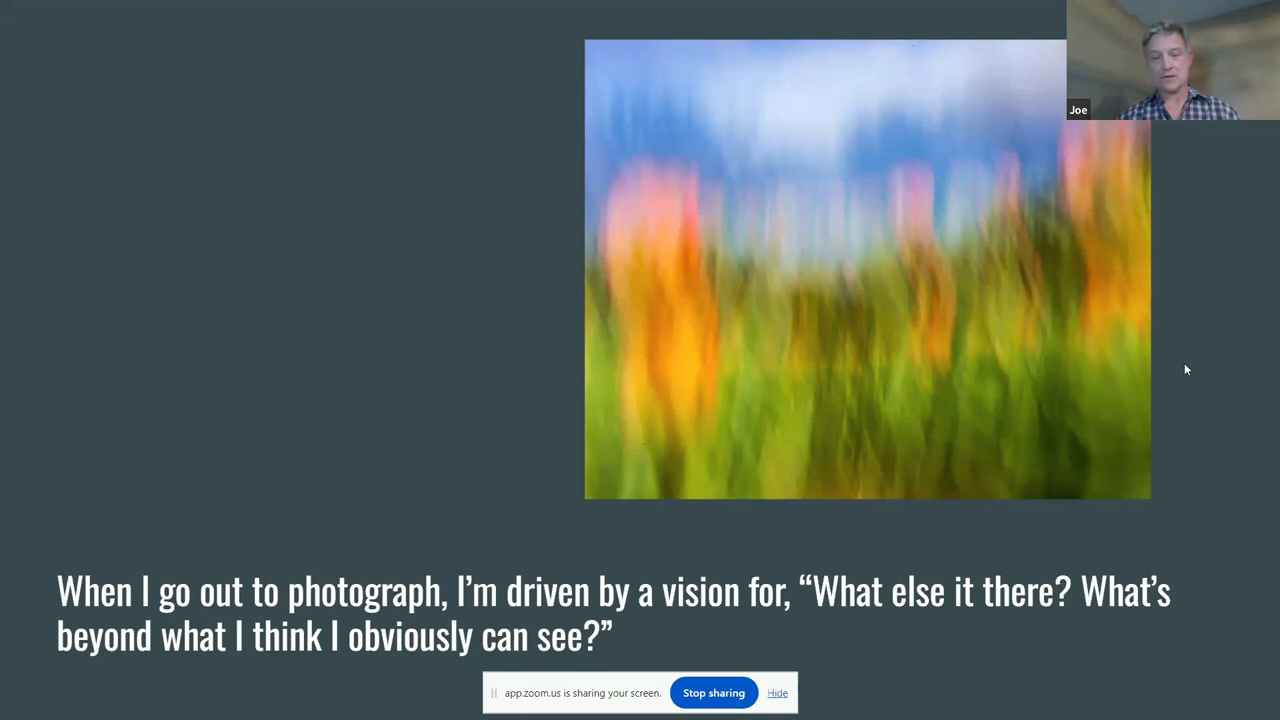 Joe
When I go out to photograph, I’m driven by a vision for, “What else it there? What’s
beyond what I think I obviously can see?”
app.zoom.us is sharing your screen.
Stop sharing
Hide